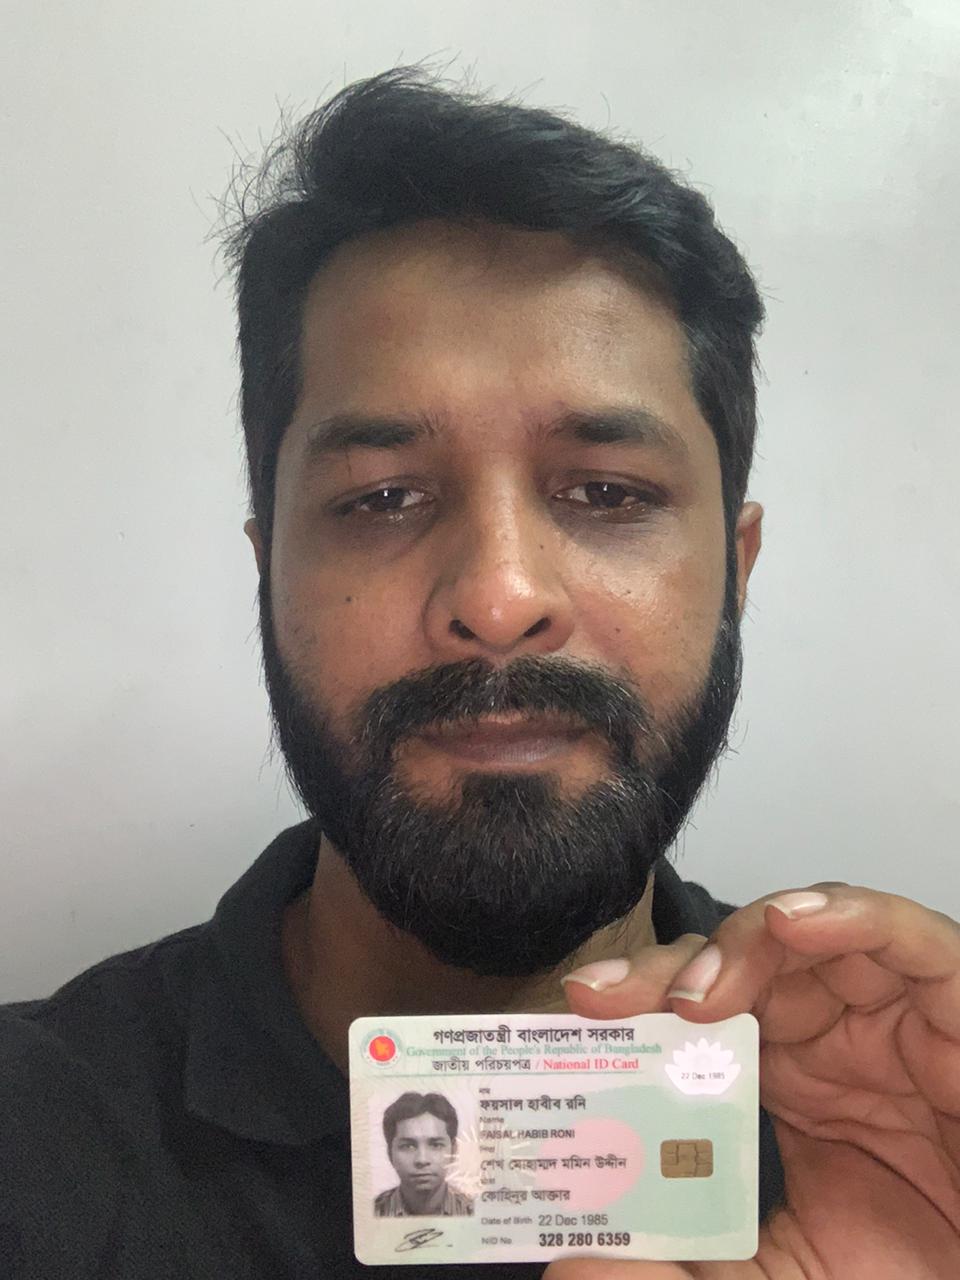 গণপ্রজাতন্ত্রী বাংলাদেশ সরকার
Government of the People's Republic of Bangladesh
জাতীয় পরিচয়পত্র / National ID Card
22 Dec 1985
নাম
ফয়সাল হাবীব রনি
Name
FAISAL HABIB RONI
পিতা
শেখ মোহাম্মদ মমিন উদ্দীন
মাতা
কোহিনুর আক্তার
Date of Birth 22 Dec 1985
NID No 328 280 6359